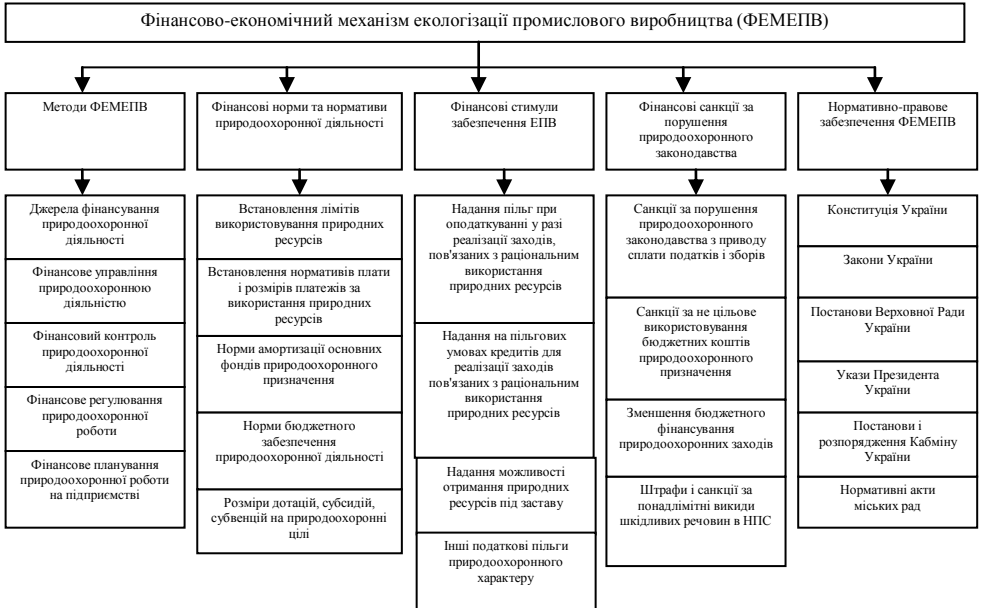 Фінансово-економічний механізм екологізації промислового виробництва (ФЕМЕПВ)
Методи ФЕМЕПВ
Фінансові норми та нормативи
природоохоронної діяльності
Фінансові стимули
забезпечення ЕПВ
Фінансові санкції за
порушення
природоохоронного
законодавства
Нормативно-правове
забезпечення ФЕМЕПВ
Джерела фінансування
природоохоронної
діяльності
Фінансове управління
природоохоронною
діяльністю
Фінансовий контроль
природоохоронної
діяльності
Фінансове регулювання
природоохоронної
роботи
Фінансове планування
природоохоронної роботи
на підприємстві
Встановлення лімітів
використовування природних
ресурсів
Встановлення нормативів плати
і розмірів платежів за
використання природних
ресурсів
Норми амортизації основних
фондів природоохоронного
призначення
Норми бюджетного
забезпечення
природоохоронної діяльності
Розміри дотацій, субсидій,
субвенцій на природоохоронні
цілі
Надання пільг при
оподаткуванні у разі
реалізації заходів,
пов'язаних з раціональним
використання
природних ресурсів
Надання на пільгових
умовах кредитів для
реалізації заходів
пов'язаних з раціональним
використання
природних ресурсів
Надання можливості
отримання природних
ресурсів під заставу
Інші податкові пільги
природоохоронного
характеру
Санкції за порушення
природоохоронного
законодавства з приводу
сплати податків і зборів
Санкції за не цільове
використовування
бюджетних коштів
природоохоронного
призначення
Зменшення бюджетного
фінансування
природоохоронних заходів
Штрафи і санкції за
понадлімітні викиди
шкідливих речовин в НПС
Конституція України
Закони України
Постанови Верховної Ради
України
Укази Президента
України
Постанови і
розпорядження Кабміну
України
Нормативні акти
міських рад